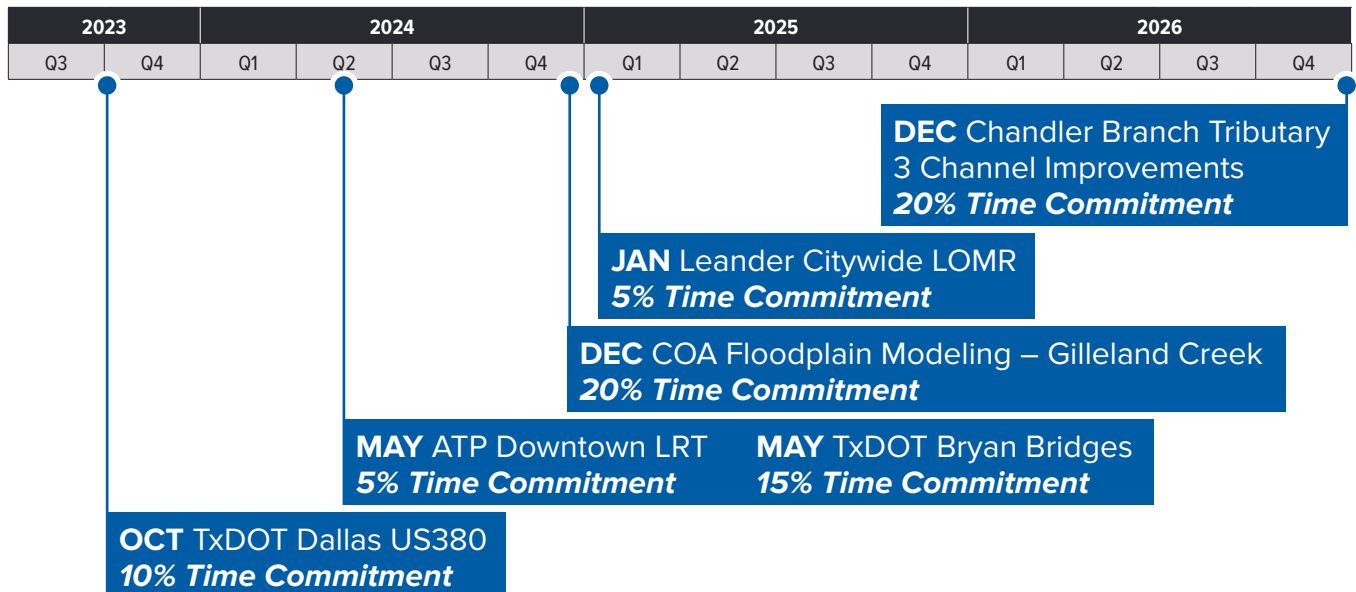 2023 2024 2025 2026
Q3 Q4 Q1 Q2 Q3 Q4 Q1 Q2 Q3 Q4 Q1 Q2 Q3 Q4
DEC Chandler Branch Tributary
3 Channel Improvements
20% Time Commitment
JAN Leander Citywide LOMR
5% Time Commitment
DEC COA Floodplain Modeling – Gilleland Creek
20% Time Commitment
MAY ATP Downtown LRT
5% Time Commitment
MAY TxDOT Bryan Bridges
15% Time Commitment
OCT TxDOT Dallas US380
10% Time Commitment